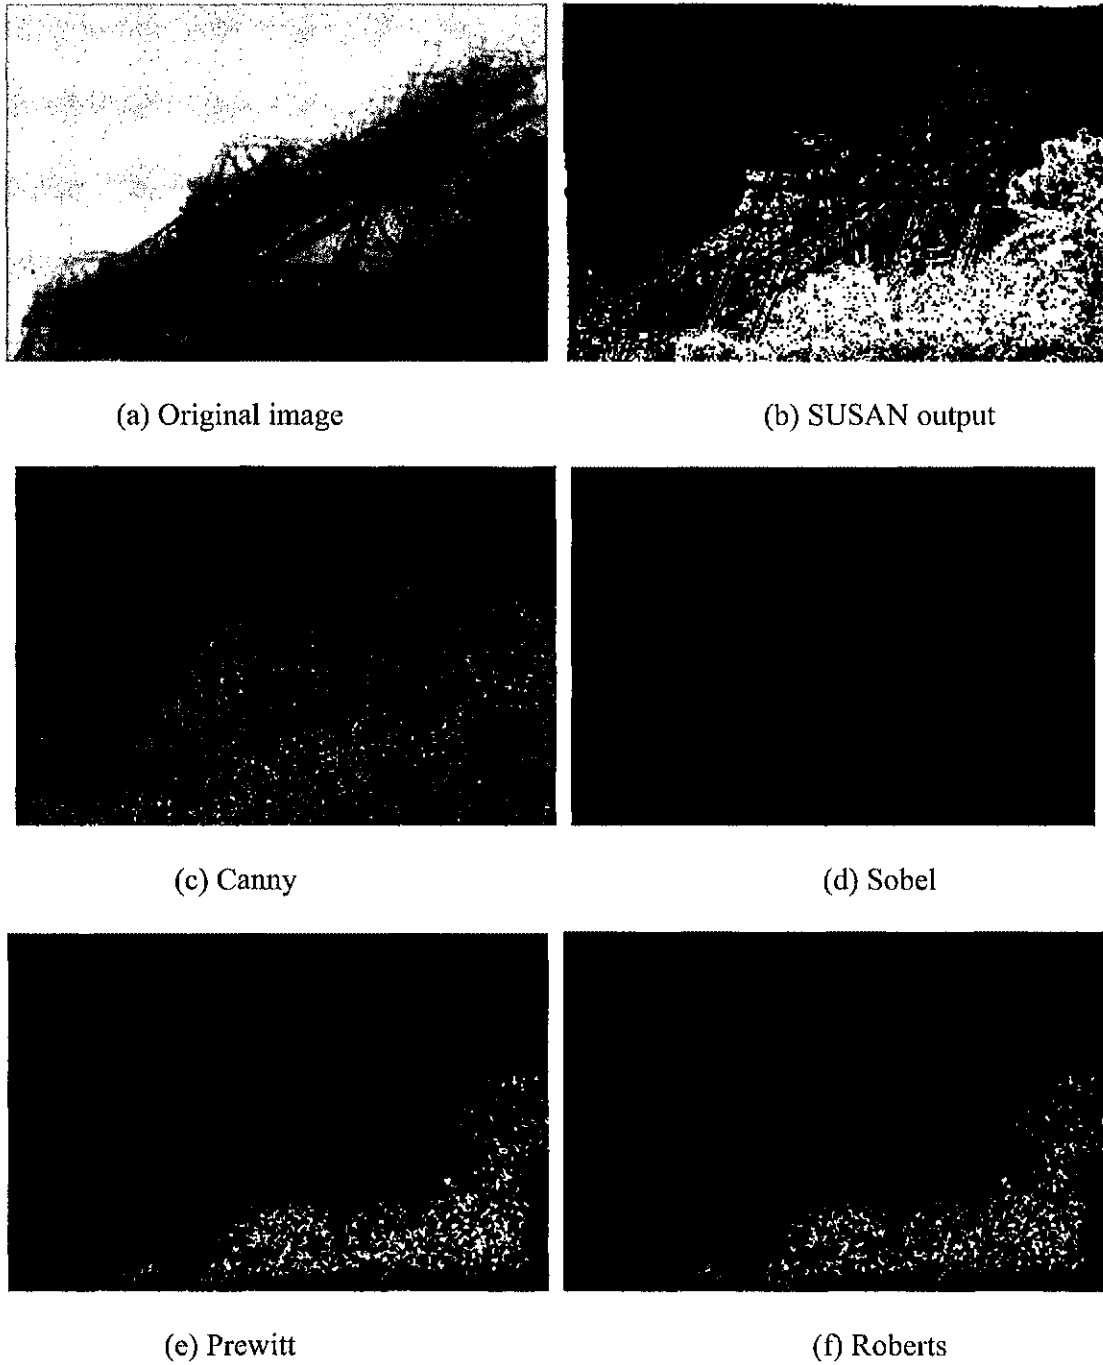 (a) Original image
(b) SUSAN output
(c) Canny
(d) Sobel
(e) Prewitt
(f) Roberts